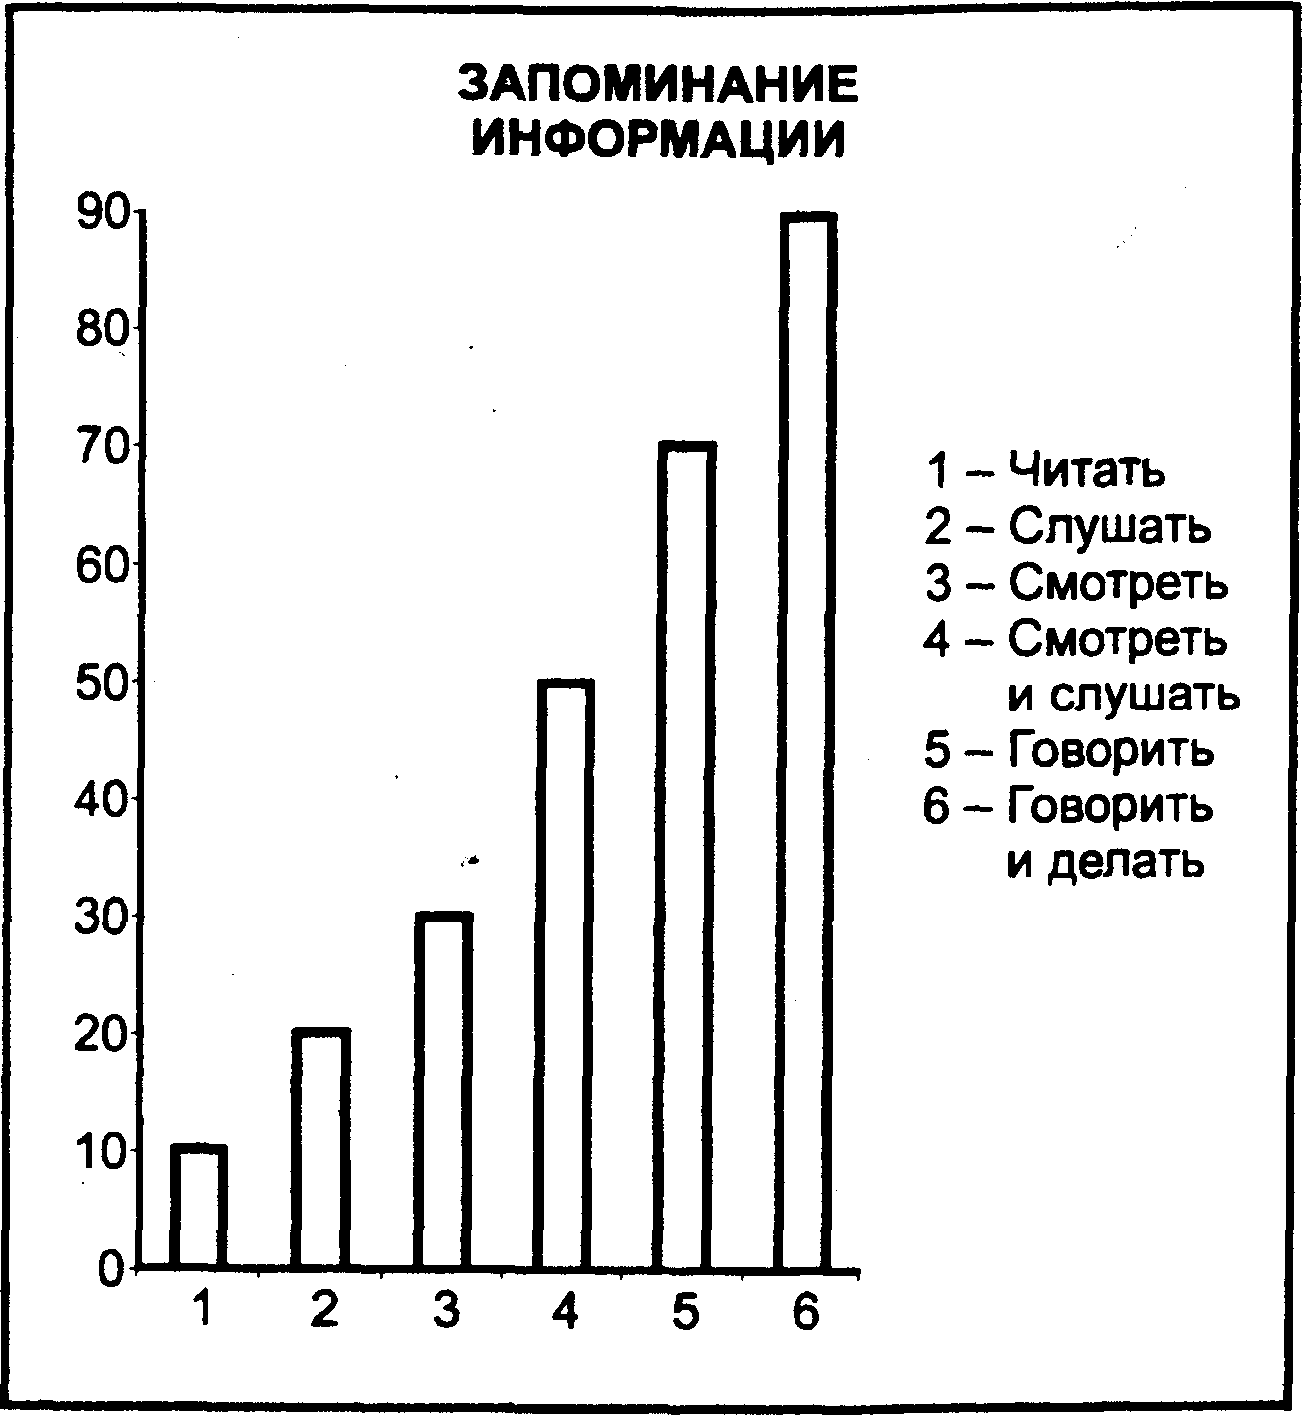 ЗАПОМИНАНИЕ
ИНФОРМАЦИИ
90
80
70
60
50
40
30
20
10
0
1 2 3 4 5 6
1 – Читать
2 – Слушать
3 – Смотреть
4 – Смотреть
и слушать
5 – Говорить
6 – Говорить
и делать